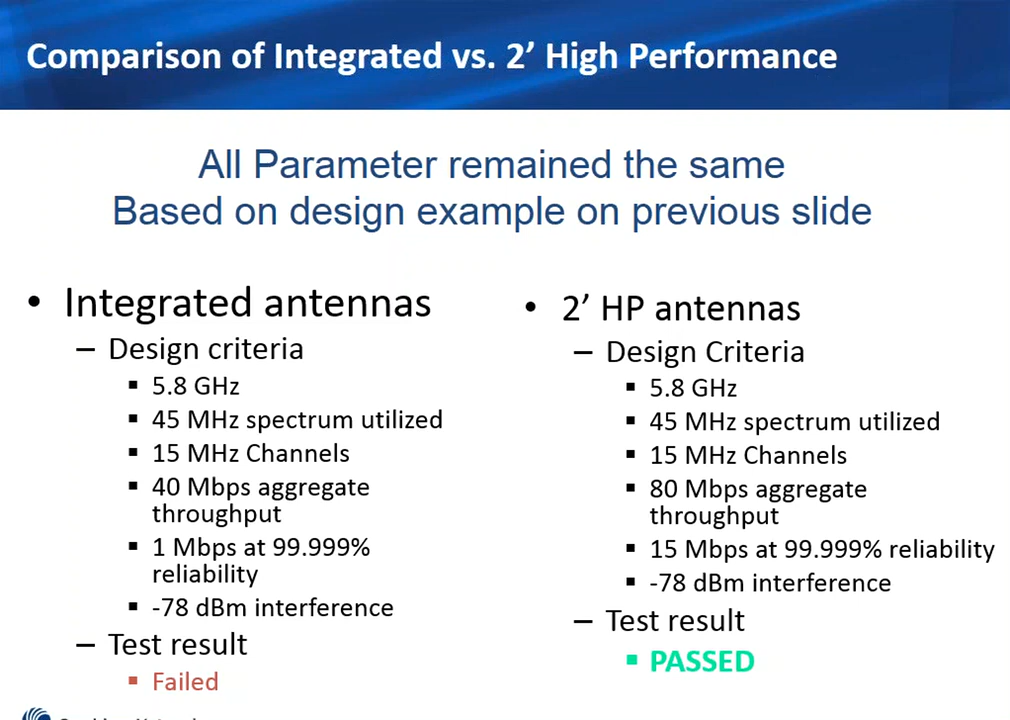 Comparison of Integrated vs. 2’ High Performance
All Parameter remained the same
Based on design example on previous slide
• Integrated antennas
– Design criteria
▪ 5.8 GHz
▪ 45 MHz spectrum utilized
▪ 15 MHz Channels
▪ 40 Mbps aggregate
throughput
▪ 1 Mbps at 99.999%
reliability
▪ -78 dBm interference
– Test result
▪ Failed
• 2’ HP antennas
– Design Criteria
▪ 5.8 GHz
▪ 45 MHz spectrum utilized
▪ 15 MHz Channels
▪ 80 Mbps aggregate
throughput
▪ 15 Mbps at 99.999% reliability
▪ -78 dBm interference
– Test result
▪ PASSED